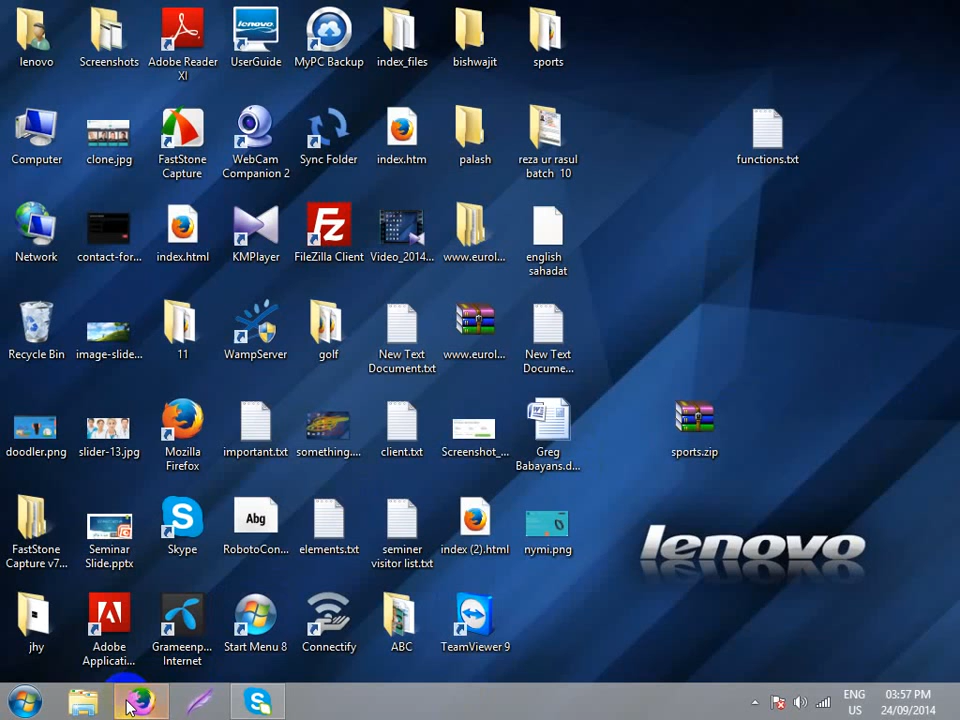 lenovo
Screenshots
Adobe Reader
XI
lenovo
UserGuide
MyPC Backup
index_files
bishwajit
sports
Computer
clone.jpg
FastStone
Capture
WebCam
Companion 2
Sync Folder
index.htm
palash
reza ur rasul
batch 10
functions.txt
Network
contact-for...
index.html
KMPlayer
FZ
FileZilla Client
Video_2014...
www.eurol...
english
sahadat
Recycle Bin
image-slide...
11
WampServer
golf
New Text
Document.txt
www.eurol...
New Text
Docume...
doodler.png
slider-13.jpg
Mozilla
Firefox
important.txt
something....
client.txt
Screenshot_...
Greg
Babayans.d...
sports.zip
FastStone
Capture v7...
Seminar
Slide.pptx
Skype
Abg
RobotoCon...
elements.txt
seminer
visitor list.txt
index (2).html
nymi.png
lenovo
jhy
Adobe
Applicati...
Grameenp...
Internet
Start Menu 8
Connectify
ABC
TeamViewer 9
ENG
US
03:57 PM
24/09/2014